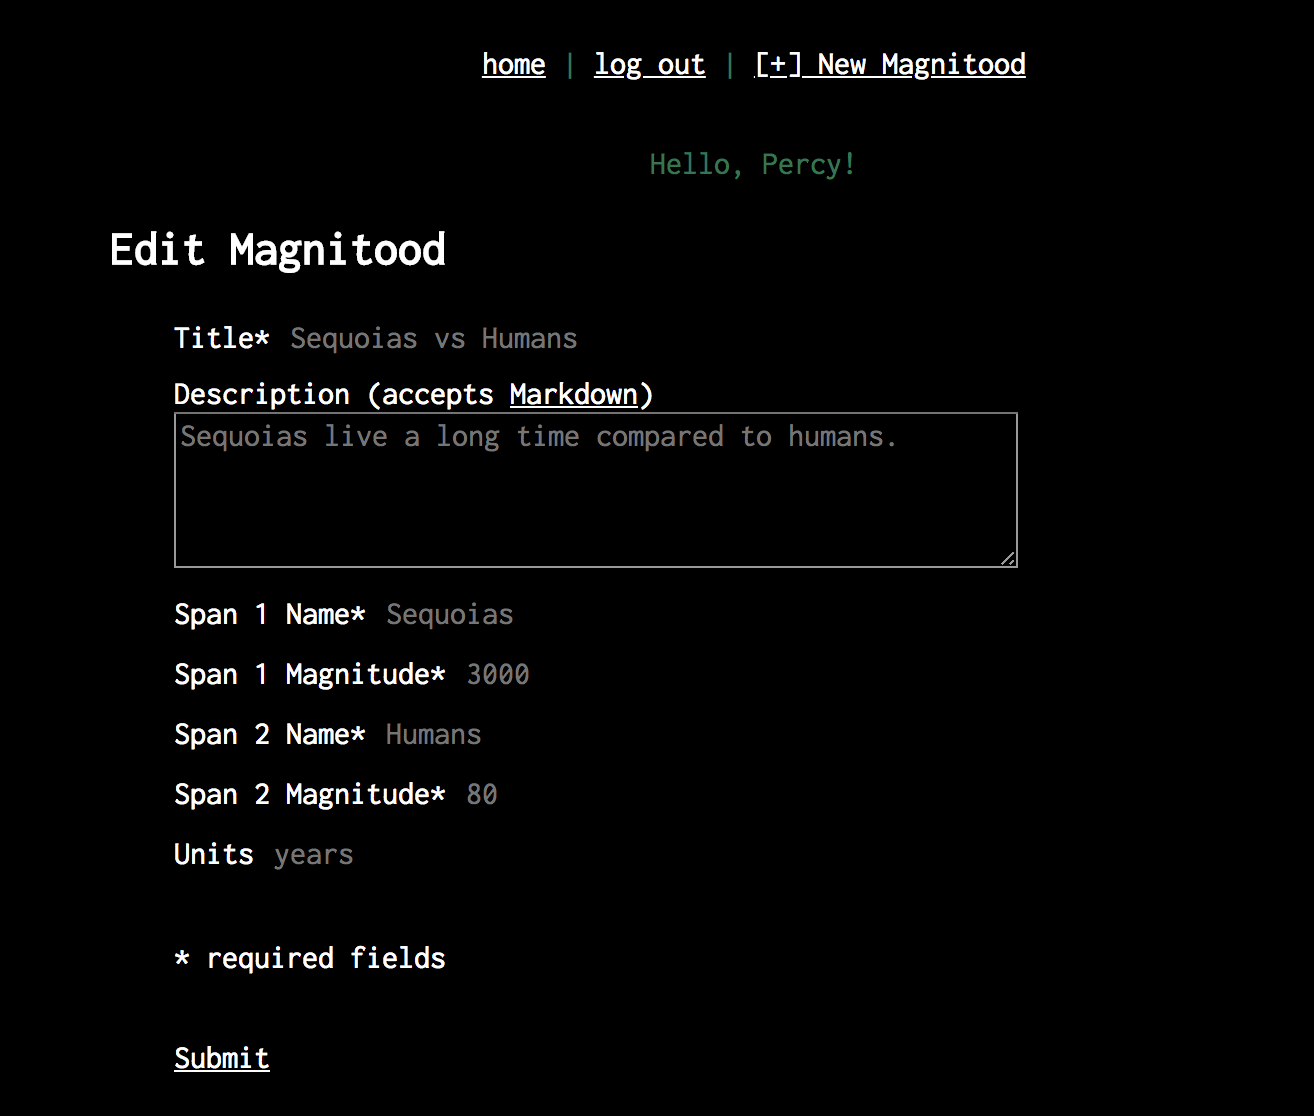 home | log out | [+] New Magnitood
Hello, Percy!
Edit Magnitood
Title* Sequoias vs Humans
Description (accepts Markdown)
Sequoias live a long time compared to humans.
Span 1 Name* Sequoias
Span 1 Magnitude* 3000
Span 2 Name* Humans
Span 2 Magnitude* 80
Units years
* required fields
Submit